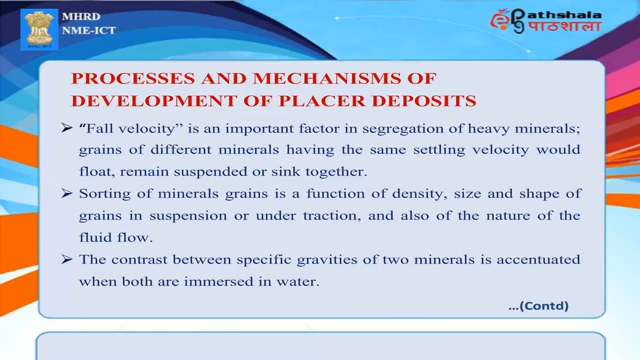 MHRD
NME-ICT
ePG athshala
पाठशाला
PROCESSES AND MECHANISMS OF
DEVELOPMENT OF PLACER DEPOSITS
➢ “Fall velocity” is an important factor in segregation of heavy minerals;
grains of different minerals having the same settling velocity would
float, remain suspended or sink together.
➢ Sorting of minerals grains is a function of density, size and shape of
grains in suspension or under traction, and also of the nature of the
fluid flow.
➢ The contrast between specific gravities of two minerals is accentuated
when both are immersed in water.
...(Contd)